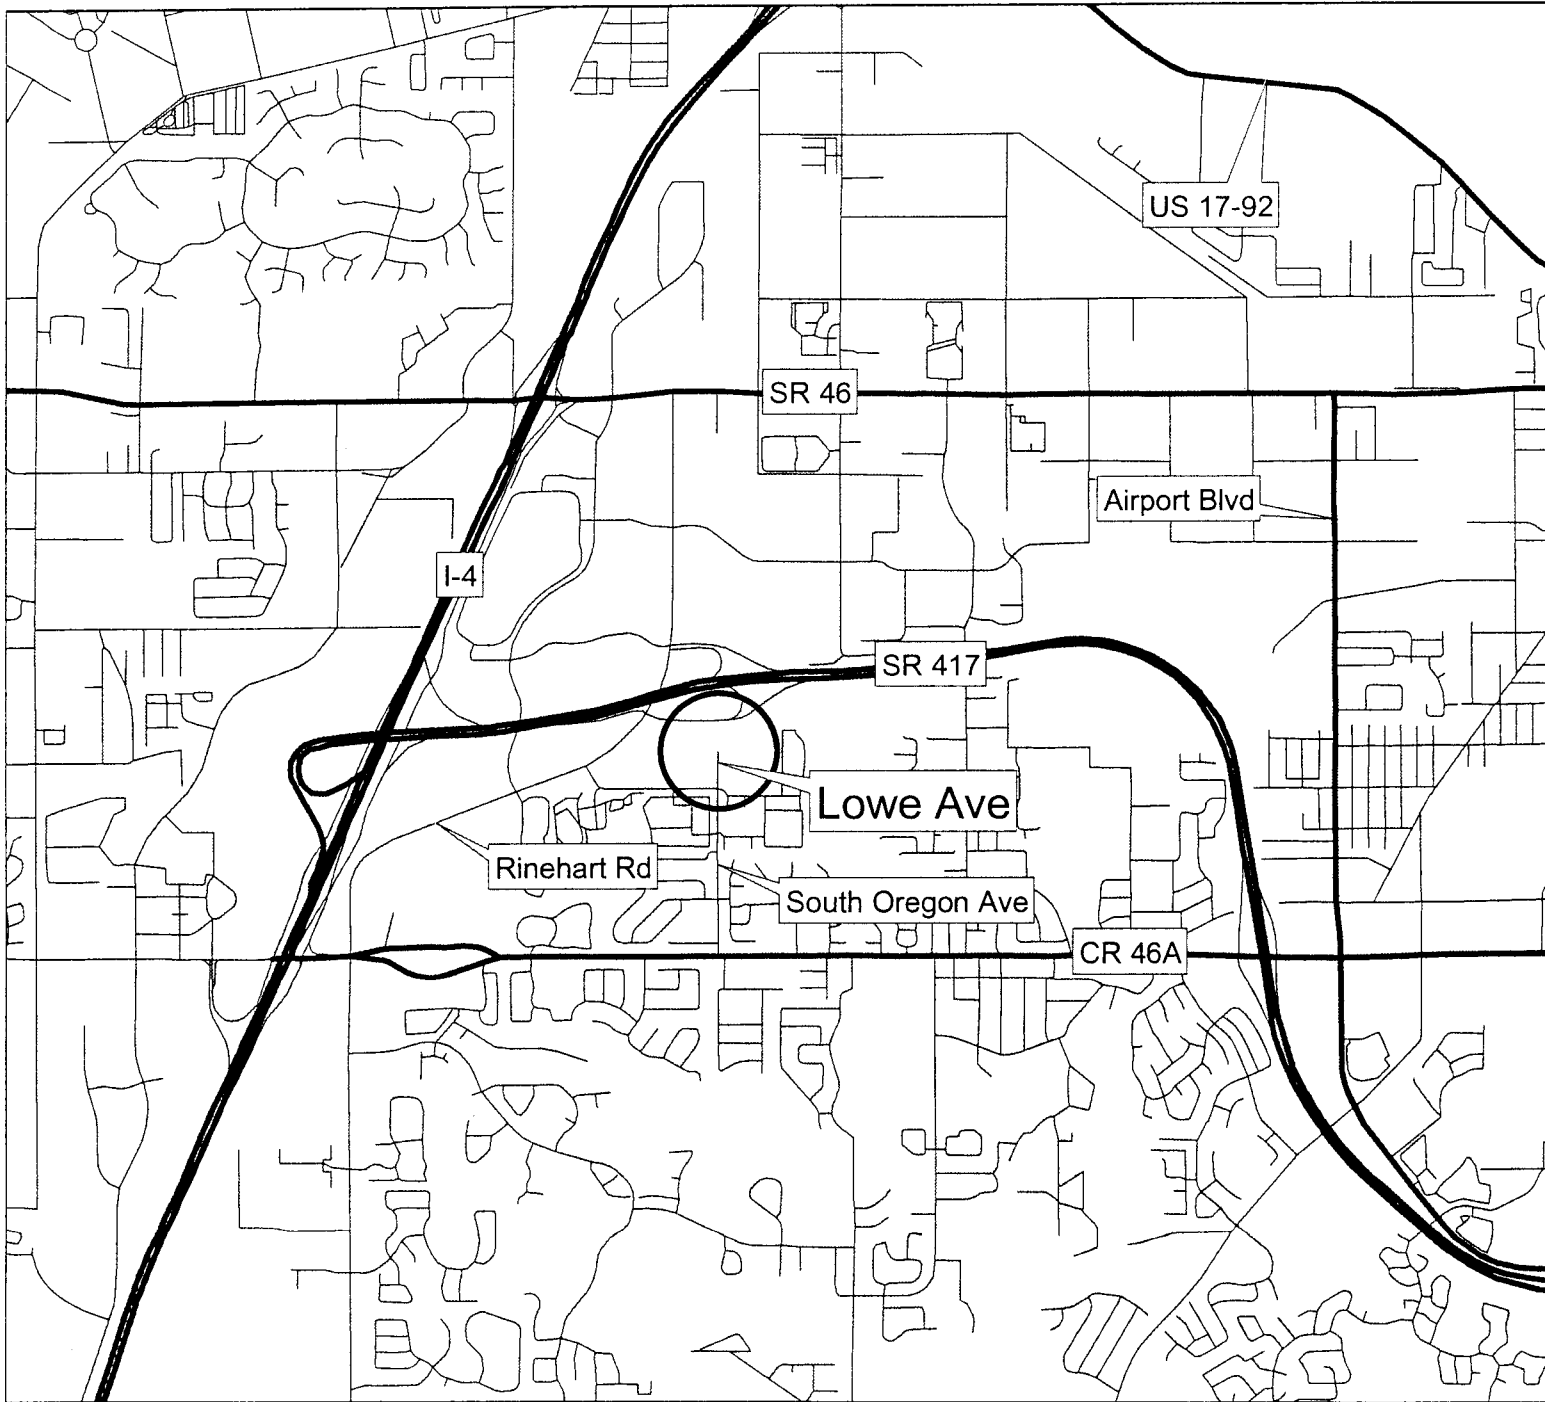 US 17-92
SR 46
Airport Blvd
I-4
SR 417
Lowe Ave
Rinehart Rd
South Oregon Ave
CR 46A